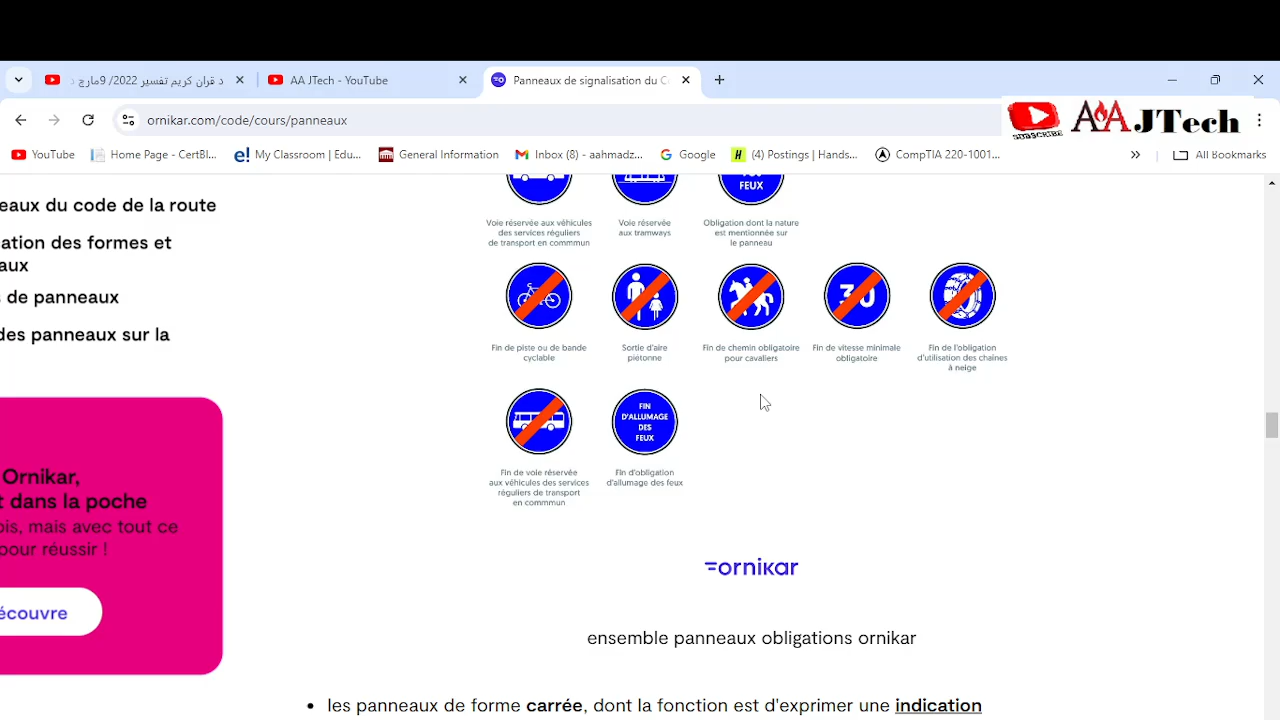 د قران کریم تفسیر 2022/ 9مارچ د
AA JTech - YouTube
Panneaux de signalisation du C
ornikar.com/code/cours/panneaux
SUBSCRIBE
AAJTech
YouTube
Home Page - CertBl...
My Classroom | Edu...
General Information
Inbox (8) - aahmadz...
Google
(4) Postings | Hands...
CompTIA 220-1001...
All Bookmarks
eaux du code de la route
ation des formes et
aux
s de panneaux
des panneaux sur la
Ornikar,
t dans la poche
ois, mais avec tout ce
pour réussir !
écouvre
FEUX
Voie réservée aux véhicules
des services réguliers
de transport en commmun
Voie réservée
aux tramways
Obligation dont la nature
est mentionnée sur
le panneau
30
Fin de piste ou de bande
cyclable
Sortie d'aire
piétonne
Fin de chemin obligatoire
pour cavaliers
Fin de vitesse minimale
obligatoire
Fin de l'obligation
d'utilisation des chaînes
à neige
FIN
D'ALLUMAGE
DES
FEUX
Fin de voie réservée
aux véhicules des services
réguliers de transport
en commmun
Fin d'obligation
d'allumage des feux
ornikar
ensemble panneaux obligations ornikar
• les panneaux de forme carrée, dont la fonction est d'exprimer une indication